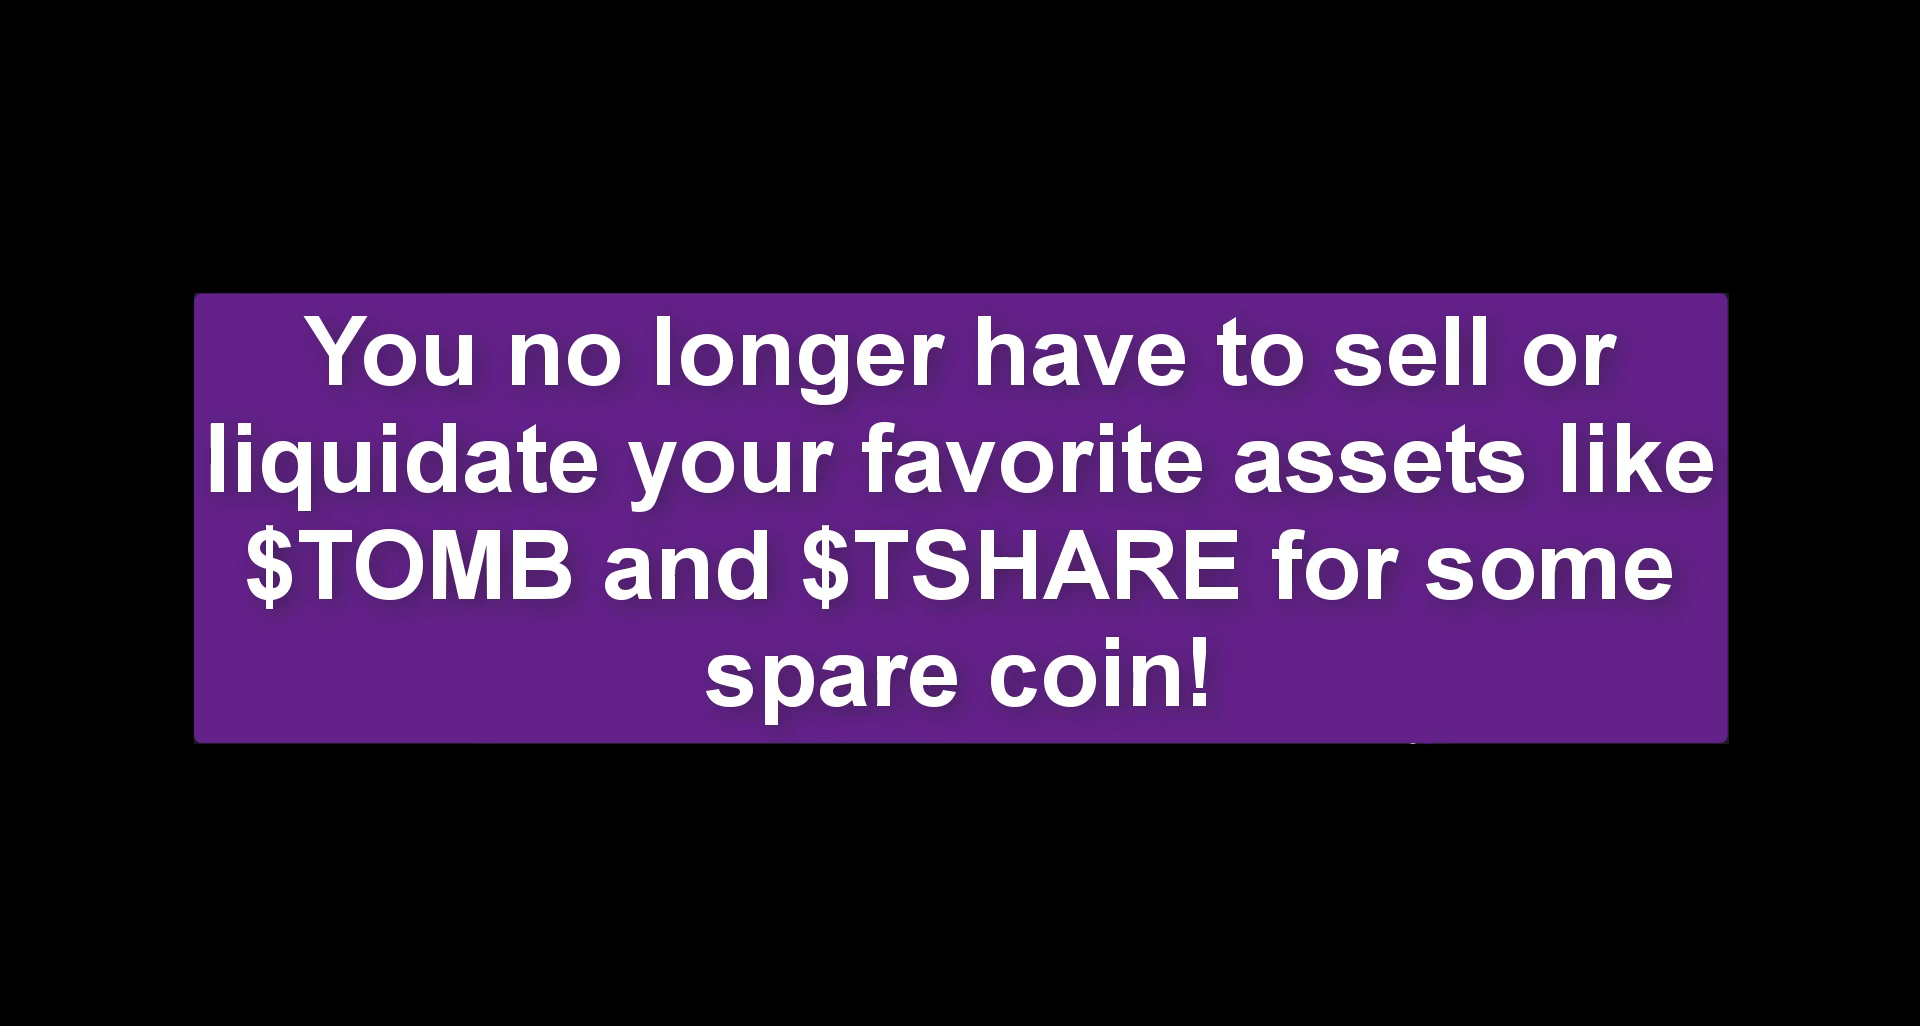 You no longer have to sell or
liquidate your favorite assets like
$TOMB and $TSHARE for some
spare coin!